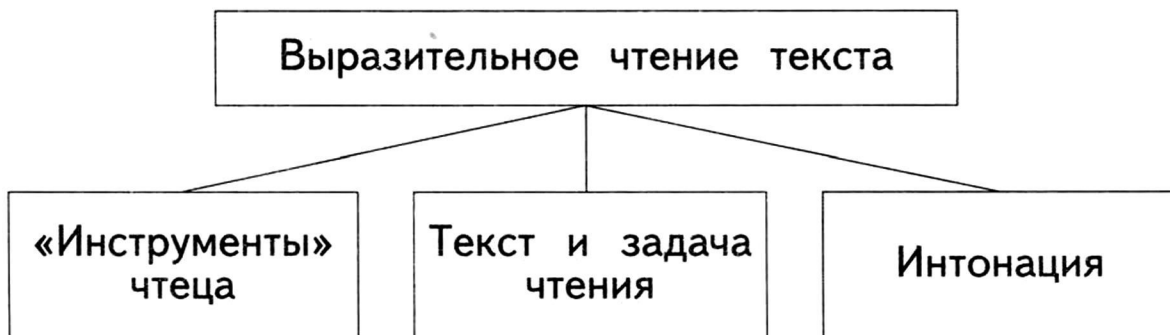 Выразительное чтение текста
«Инструменты»
чтеца
Текст и задача
чтения
Интонация